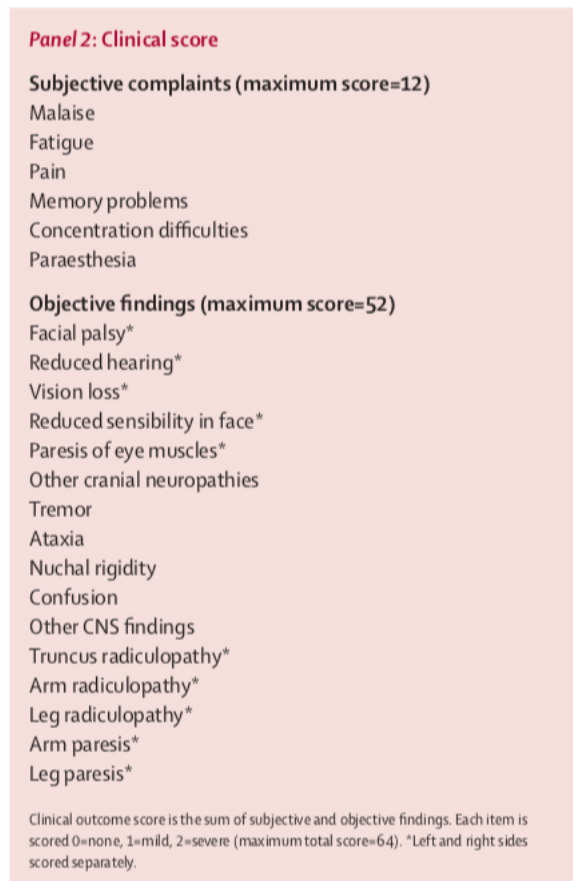 Panel 2: Clinical score
Subjective complaints (maximum score=12)
Malaise
Fatigue
Pain
Memory problems
Concentration difficulties
Paraesthesia
Objective findings (maximum score=52)
Facial palsy*
Reduced hearing*
Vision loss*
Reduced sensibility in face*
Paresis of eye muscles*
Other cranial neuropathies
Tremor
Ataxia
Nuchal rigidity
Confusion
Other CNS findings
Truncus radiculopathy*
Arm radiculopathy*
Leg radiculopathy*
Arm paresis*
Leg paresis*
Clinical outcome score is the sum of subjective and objective findings. Each item is
scored 0=none, 1=mild, 2=severe (maximum total score=64). *Left and right sides
scored separately.